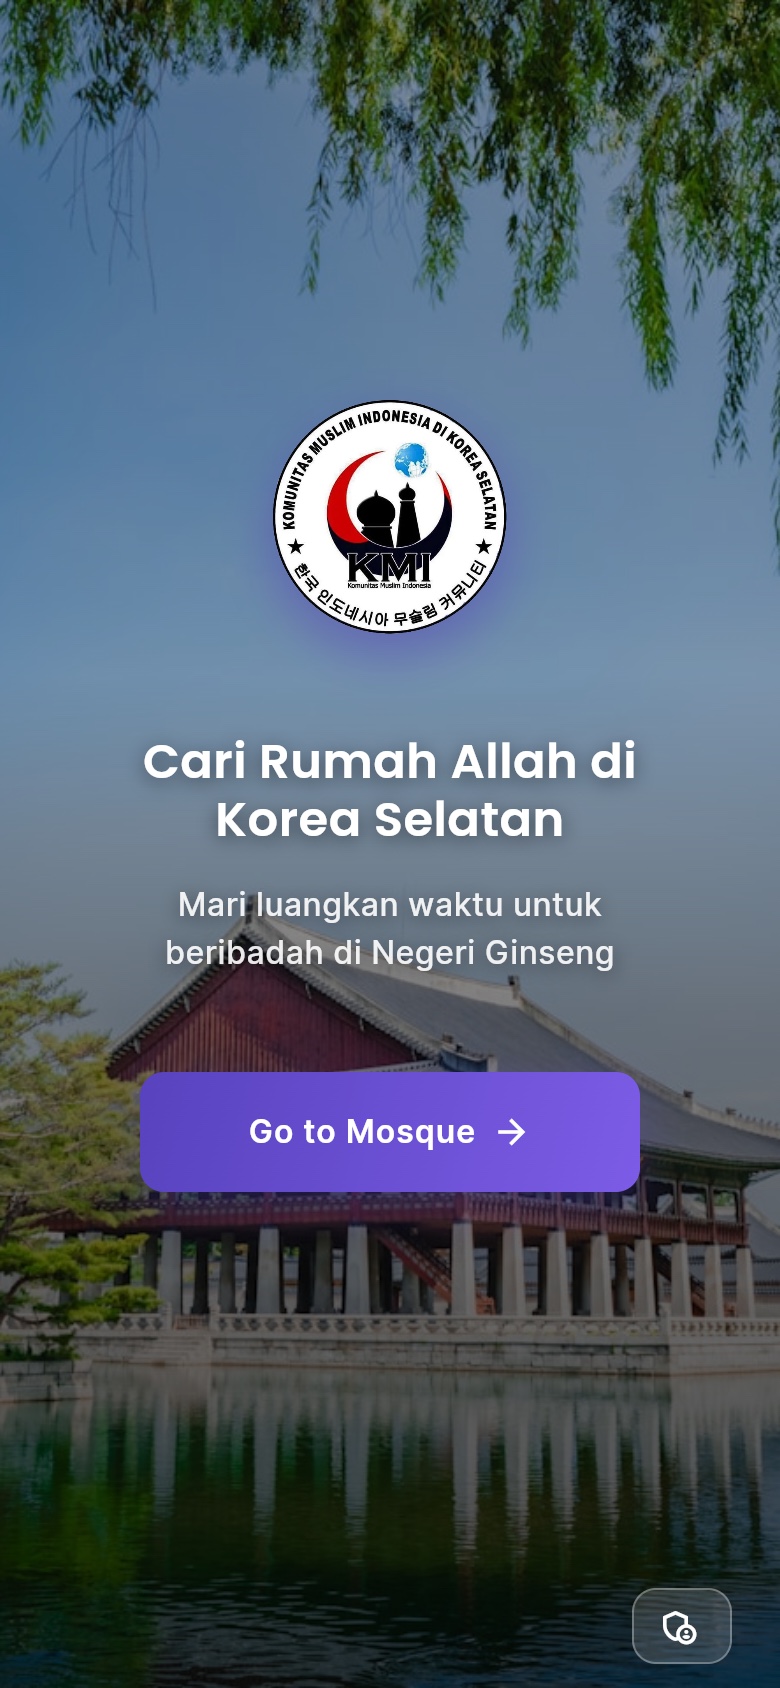 KOMUNITAS MUSLIM INDONESIA DI KOREA SELATAN
KMI
Komunitas Muslim Indonesia
★ 한국 인도네시아 무슬림 커뮤니티 ★
Cari Rumah Allah di
Korea Selatan
Mari luangkan waktu untuk
beribadah di Negeri Ginseng
Go to Mosque →